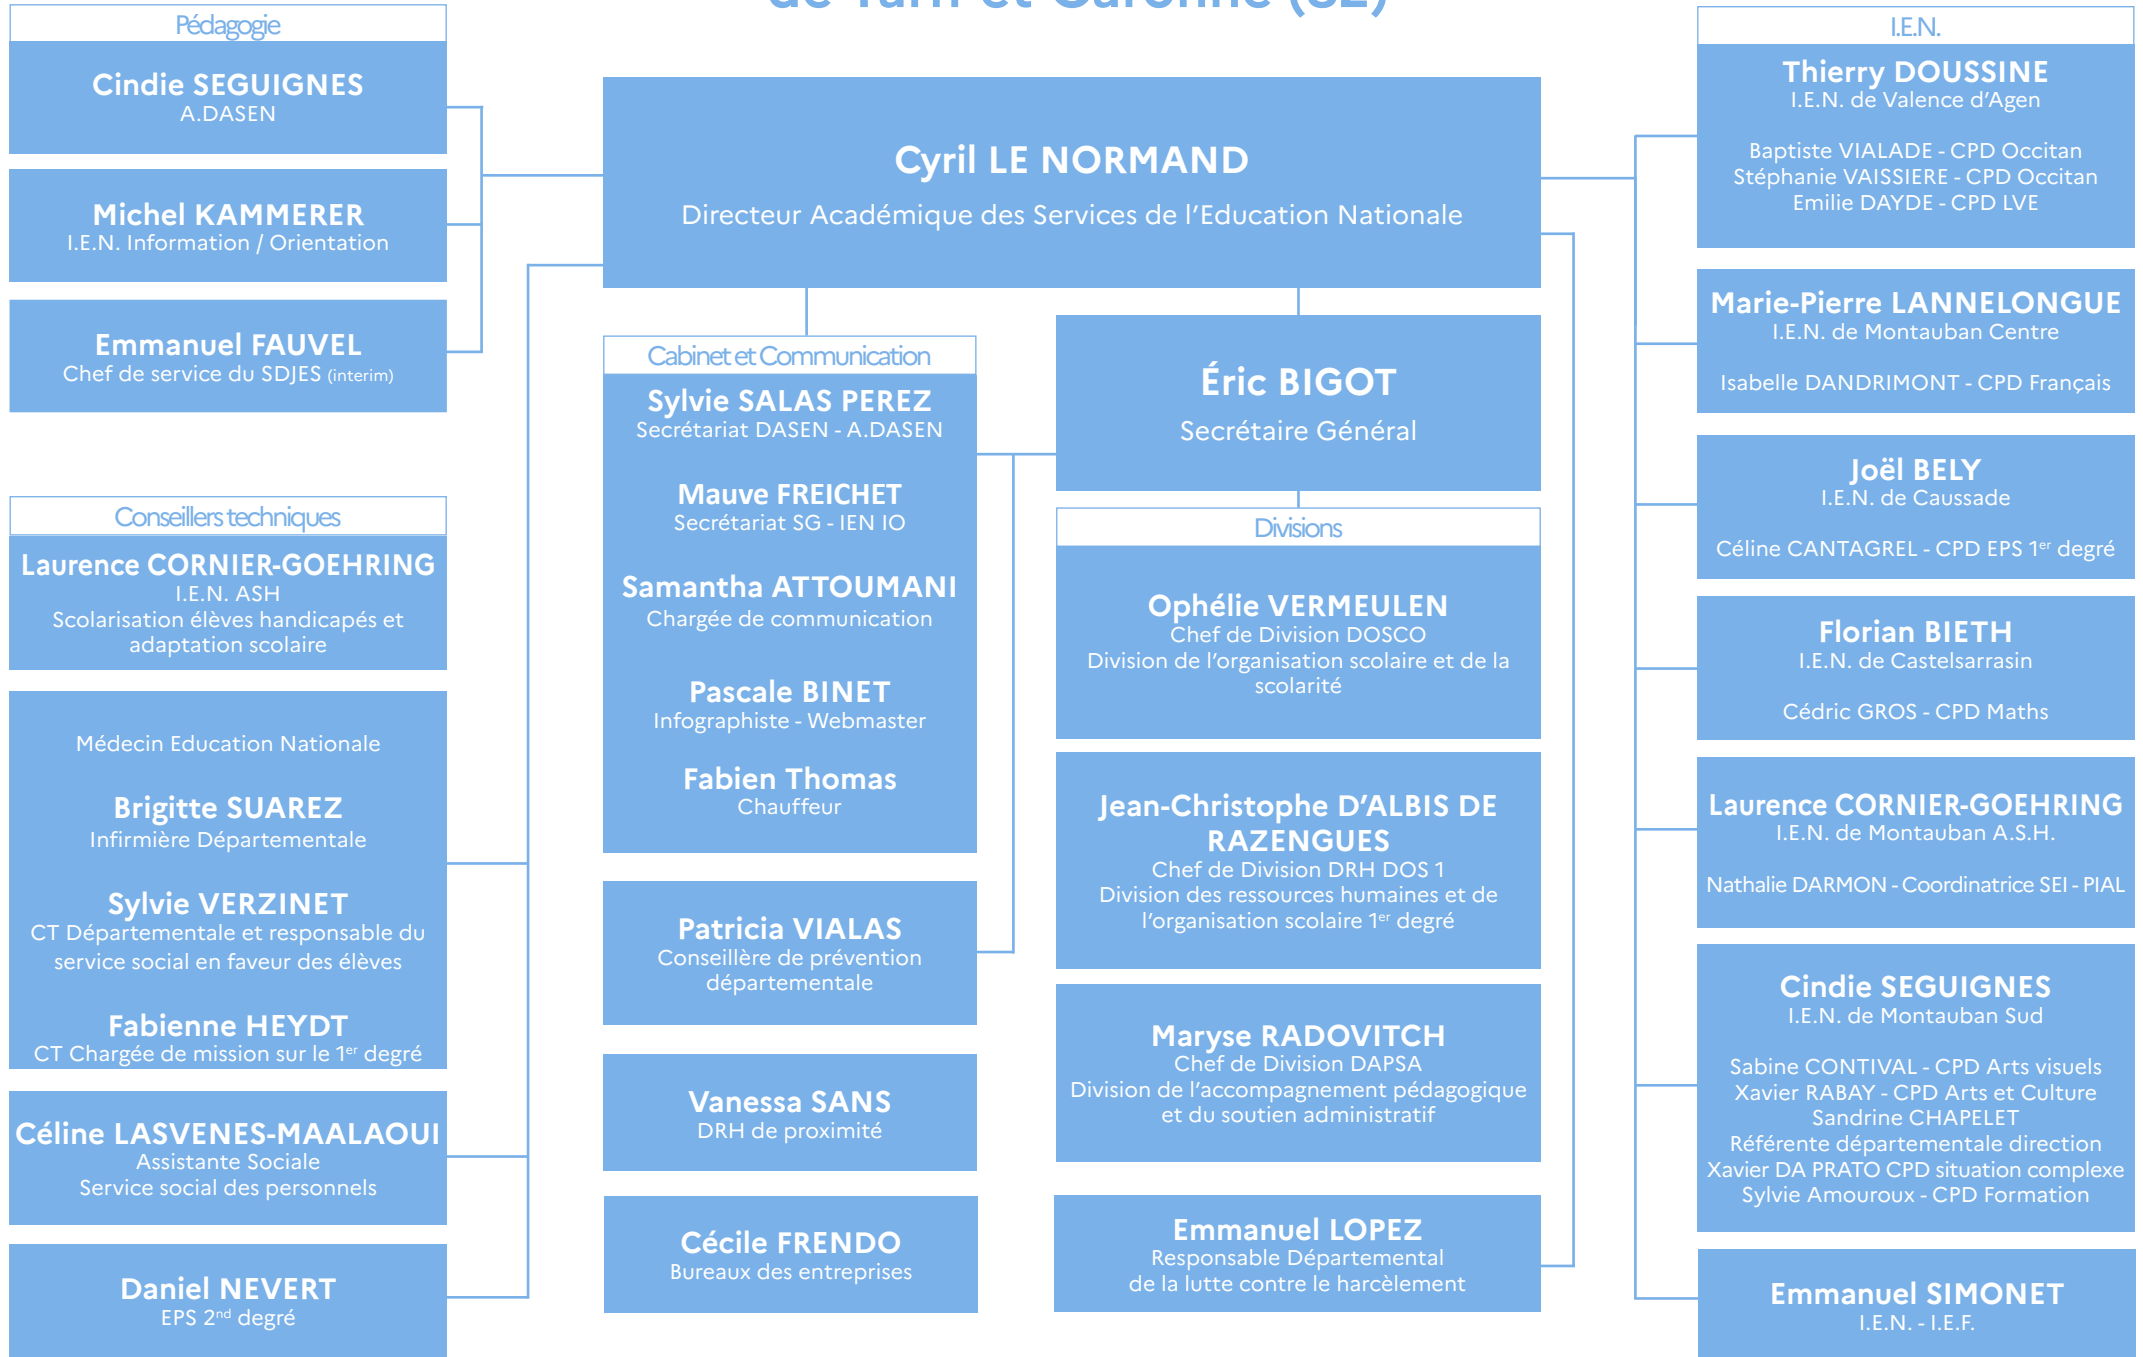 de Tarn et Garonne (82)
Pédagogie
Cindie SEGUIGNES
A.DASEN
Michel KAMMERER
I.E.N. Information / Orientation
Emmanuel FAUVEL
Chef de service du SDJES (interim)
Conseillers techniques
Laurence CORNIER-GOEHRING
I.E.N. ASH
Scolarisation élèves handicapés et
adaptation scolaire
Médecin Education Nationale
Brigitte SUAREZ
Infirmière Départementale
Sylvie VERZINET
CT Départementale et responsable du
service social en faveur des élèves
Fabienne HEYDT
CT Chargée de mission sur le 1er degré
Céline LASVENES-MAALAOUI
Assistante Sociale
Service social des personnels
Daniel NEVERT
EPS 2nd degré
Cyril LE NORMAND
Directeur Académique des Services de l'Education Nationale
Cabinet et Communication
Sylvie SALAS PEREZ
Secrétariat DASEN - A.DASEN
Mauve FREICHET
Secrétariat SG - IEN IO
Samantha ATTOUMANI
Chargée de communication
Pascale BINET
Infographiste - Webmaster
Fabien Thomas
Chauffeur
Patricia VIALAS
Conseillère de prévention
départementale
Vanessa SANS
DRH de proximité
Cécile FRENDO
Bureaux des entreprises
Éric BIGOT
Secrétaire Général
Divisions
Ophélie VERMEULEN
Chef de Division DOSCO
Division de l'organisation scolaire et de la
scolarité
Jean-Christophe D'ALBIS DE
RAZENGUES
Chef de Division DRH DOS 1
Division des ressources humaines et de
l'organisation scolaire 1er degré
Maryse RADOVITCH
Chef de Division DAPSA
Division de l'accompagnement pédagogique
et du soutien administratif
Emmanuel LOPEZ
Responsable Départemental
de la lutte contre le harcèlement
I.E.N.
Thierry DOUSSINE
I.E.N. de Valence d'Agen
Baptiste VIALADE - CPD Occitan
Stéphanie VAISSIERE - CPD Occitan
Emilie DAYDE - CPD LVE
Marie-Pierre LANNELONGUE
I.E.N. de Montauban Centre
Isabelle DANDRIMONT - CPD Français
Joël BELY
I.E.N. de Caussade
Céline CANTAGREL - CPD EPS 1er degré
Florian BIETH
I.E.N. de Castelsarrasin
Cédric GROS - CPD Maths
Laurence CORNIER-GOEHRING
I.E.N. de Montauban A.S.H.
Nathalie DARMON - Coordinatrice SEI - PIAL
Cindie SEGUIGNES
I.E.N. de Montauban Sud
Sabine CONTIVAL - CPD Arts visuels
Xavier RABAY - CPD Arts et Culture
Sandrine CHAPELET
Référente départementale direction
Xavier DA PRATO CPD situation complexe
Sylvie Amouroux - CPD Formation
Emmanuel SIMONET
I.E.N. - I.E.F.